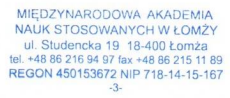 MIĘDZYNARODOWA AKADEMIA
NAUK STOSOWANYCH W ŁOMŻY
ul. Studencka 19 18-400 Łomża
tel. +48 86 216 94 97 fax +48 86 215 11 89
REGON 450153672 NIP 718-14-15-167
-3-